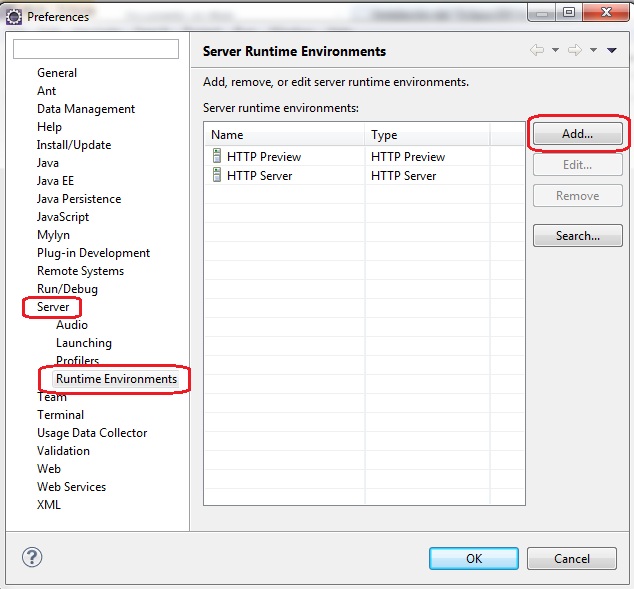 Preferences
Server Runtime Environments
General
Ant
Data Management
Help
Install/Update
Java
Java EE
Java Persistence
JavaScript
Mylyn
Plug-in Development
Remote Systems
Run/Debug
Server
Audio
Launching
Profilers
Runtime Environments
Team
Terminal
Usage Data Collector
Validation
Web
Web Services
XML
Add, remove, or edit server runtime environments.
Server runtime environments:
Name Type
HTTP Preview HTTP Preview
HTTP Server HTTP Server
Add...
Edit...
Remove
Search...
?
OK Cancel